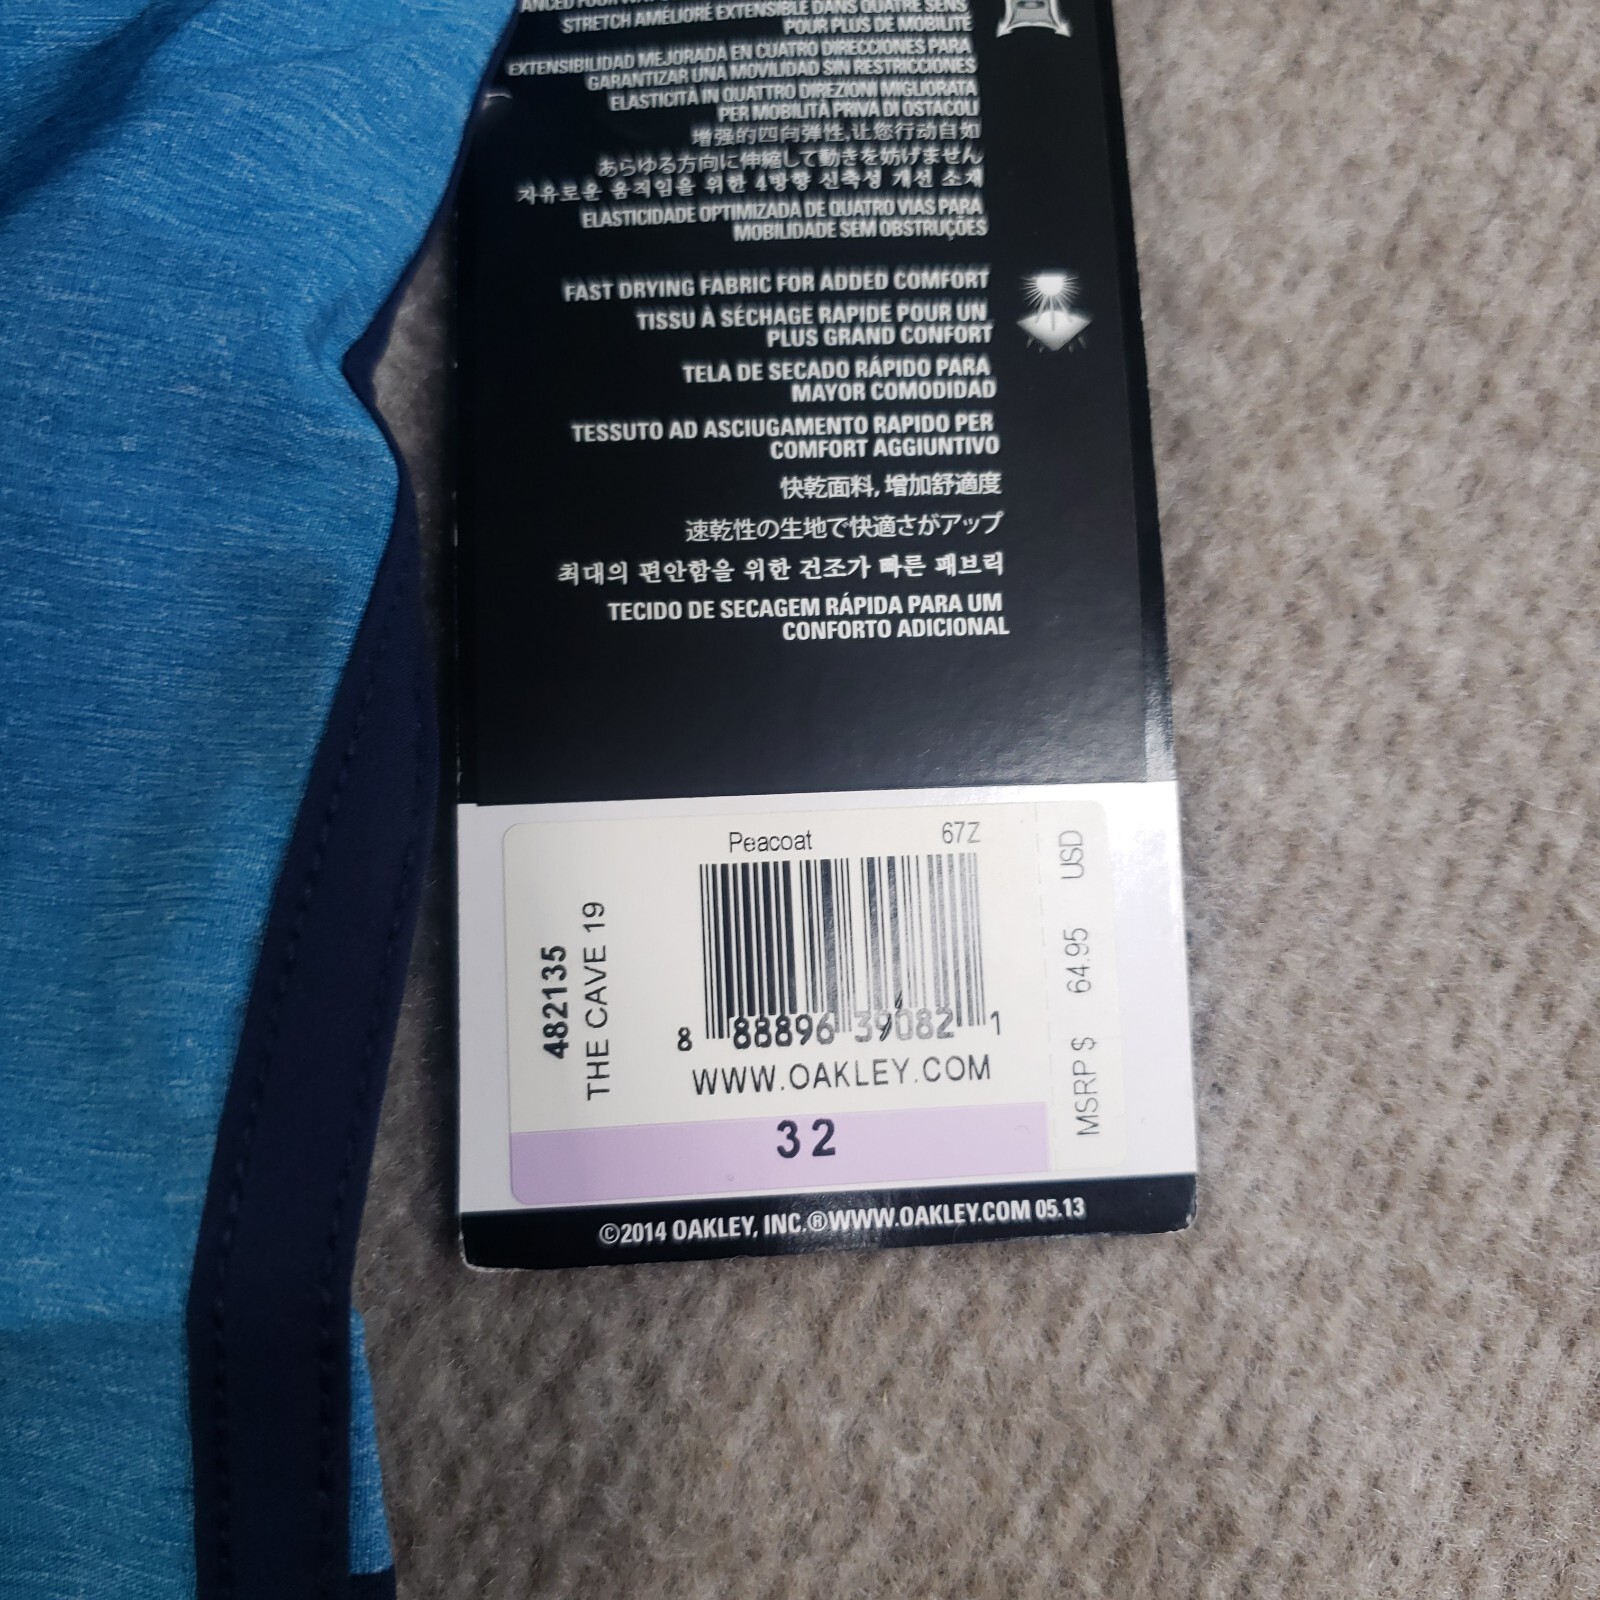 STRETCH AMÉLIORÉ EXTENSIBLE DANS QUATRE SENS
POUR PLUS DE MOBILITÉ
EXTENSIBILIDAD MEJORADA EN CUATRO DIRECCIONES PARA
GARANTIZAR UNA MOVILIDAD SIN RESTRICCIONES
ELASTICITÀ IN QUATTRO DIREZIONI MIGLIORATA
PER MOBILITÀ PRIVA DI OSTACOLI
增强的四向弹性,让您行动自如
あらゆる方向に伸縮して動きを妨げません
자유로운 움직임을 위한 4방향 신축성 개선 소재
ELASTICIDADE OPTIMIZADA DE QUATRO VIAS PARA
MOBILIDADE SEM OBSTRUÇÕES
FAST DRYING FABRIC FOR ADDED COMFORT
TISSU À SÉCHAGE RAPIDE POUR UN
PLUS GRAND CONFORT
TELA DE SECADO RÁPIDO PARA
MAYOR COMODIDAD
TESSUTO AD ASCIUGAMENTO RAPIDO PER
COMFORT AGGIUNTIVO
快乾面料,增加舒適度
速乾性の生地で快適さがアップ
최대의 편안함을 위한 건조가 빠른 패브릭
TECIDO DE SECAGEM RÁPIDA PARA UM
CONFORTO ADICIONAL
Peacoat 67Z
482135
THE CAVE 19
8 88896 39082 1
WWW.OAKLEY.COM
32
MSRP $ 64.95 USD
©2014 OAKLEY, INC.®WWW.OAKLEY.COM 05.13